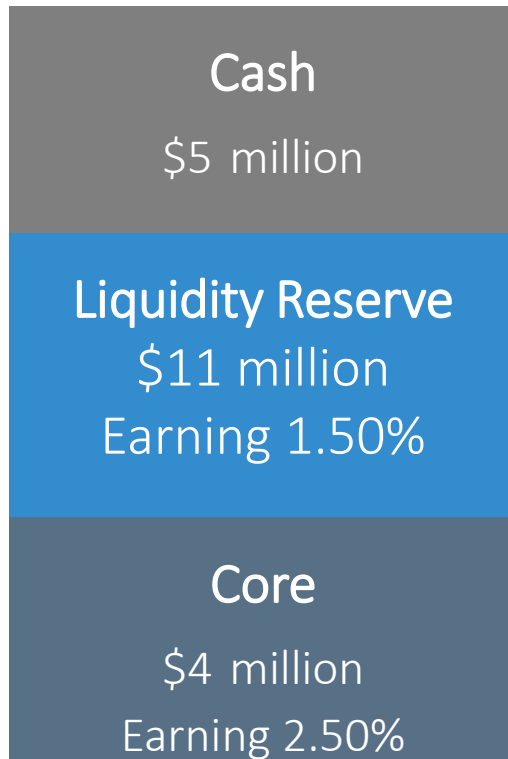 Cash
$5 million
Liquidity Reserve
$11 million
Earning 1.50%
Core
$4 million
Earning 2.50%